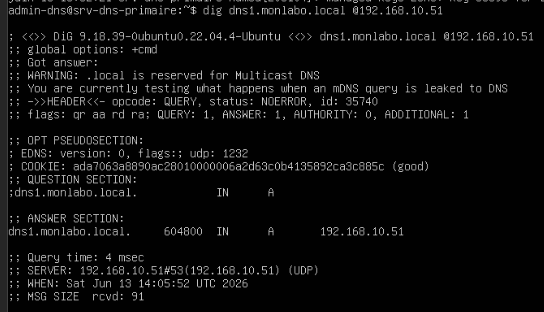 admin-dns@srv-dns-primaire:~$ dig dns1.monlabo.local @192.168.10.51
; <<>> DiG 9.18.39-0ubuntu0.22.04.4-Ubuntu <<>> dns1.monlabo.local @192.168.10.51
;; global options: +cmd
;; Got answer:
;; WARNING: .local is reserved for Multicast DNS
;; You are currently testing what happens when an mDNS query is leaked to DNS
;; ->>HEADER<<- opcode: QUERY, status: NOERROR, id: 35740
;; flags: qr aa rd ra; QUERY: 1, ANSWER: 1, AUTHORITY: 0, ADDITIONAL: 1
;; OPT PSEUDOSECTION:
; EDNS: version: 0, flags:; udp: 1232
; COOKIE: ada7063a8890ac28010000006a2d63c0b4135892ca3c885c (good)
;; QUESTION SECTION:
;dns1.monlabo.local. IN A
;; ANSWER SECTION:
dns1.monlabo.local. 604800 IN A 192.168.10.51
;; Query time: 4 msec
;; SERVER: 192.168.10.51#53(192.168.10.51) (UDP)
;; WHEN: Sat Jun 13 14:05:52 UTC 2026
;; MSG SIZE rcvd: 91